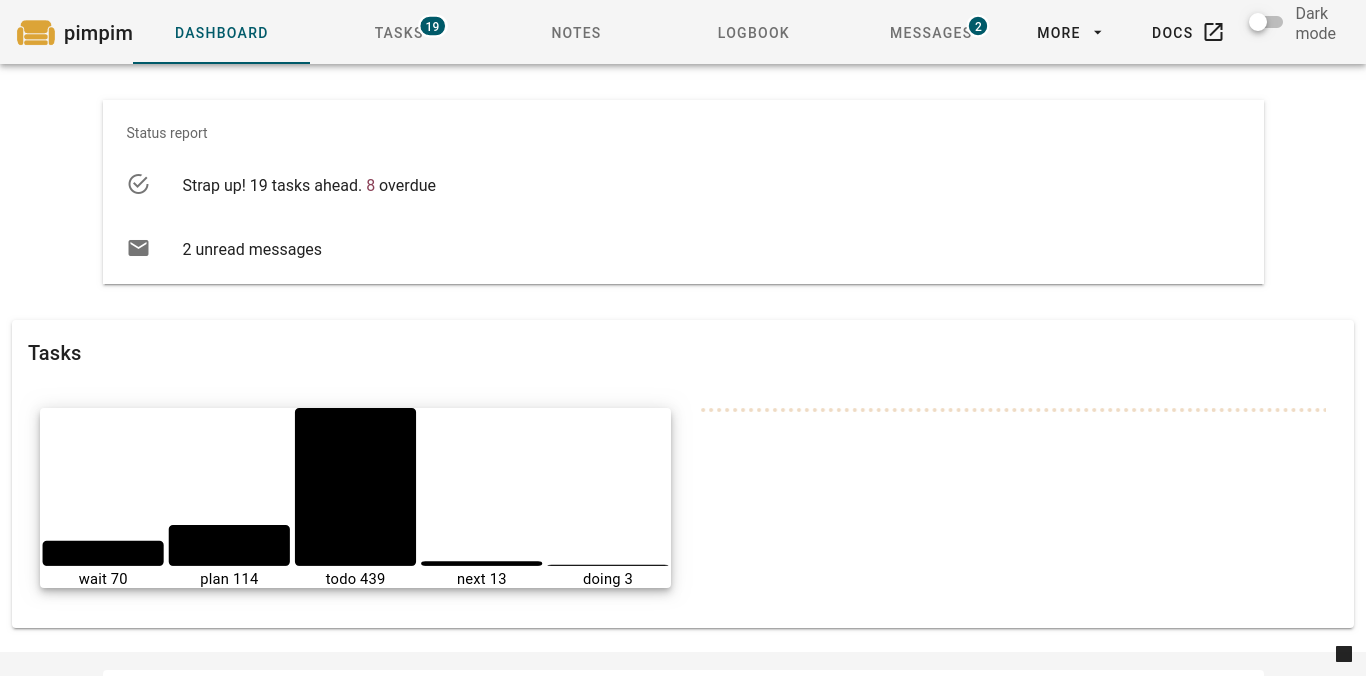 pimpim
DASHBOARD
TASKS 19
NOTES
LOGBOOK
MESSAGES 2
MORE
DOCS
Dark mode
Status report
Strap up! 19 tasks ahead. 8 overdue
2 unread messages
Tasks
wait 70
plan 114
todo 439
next 13
doing 3